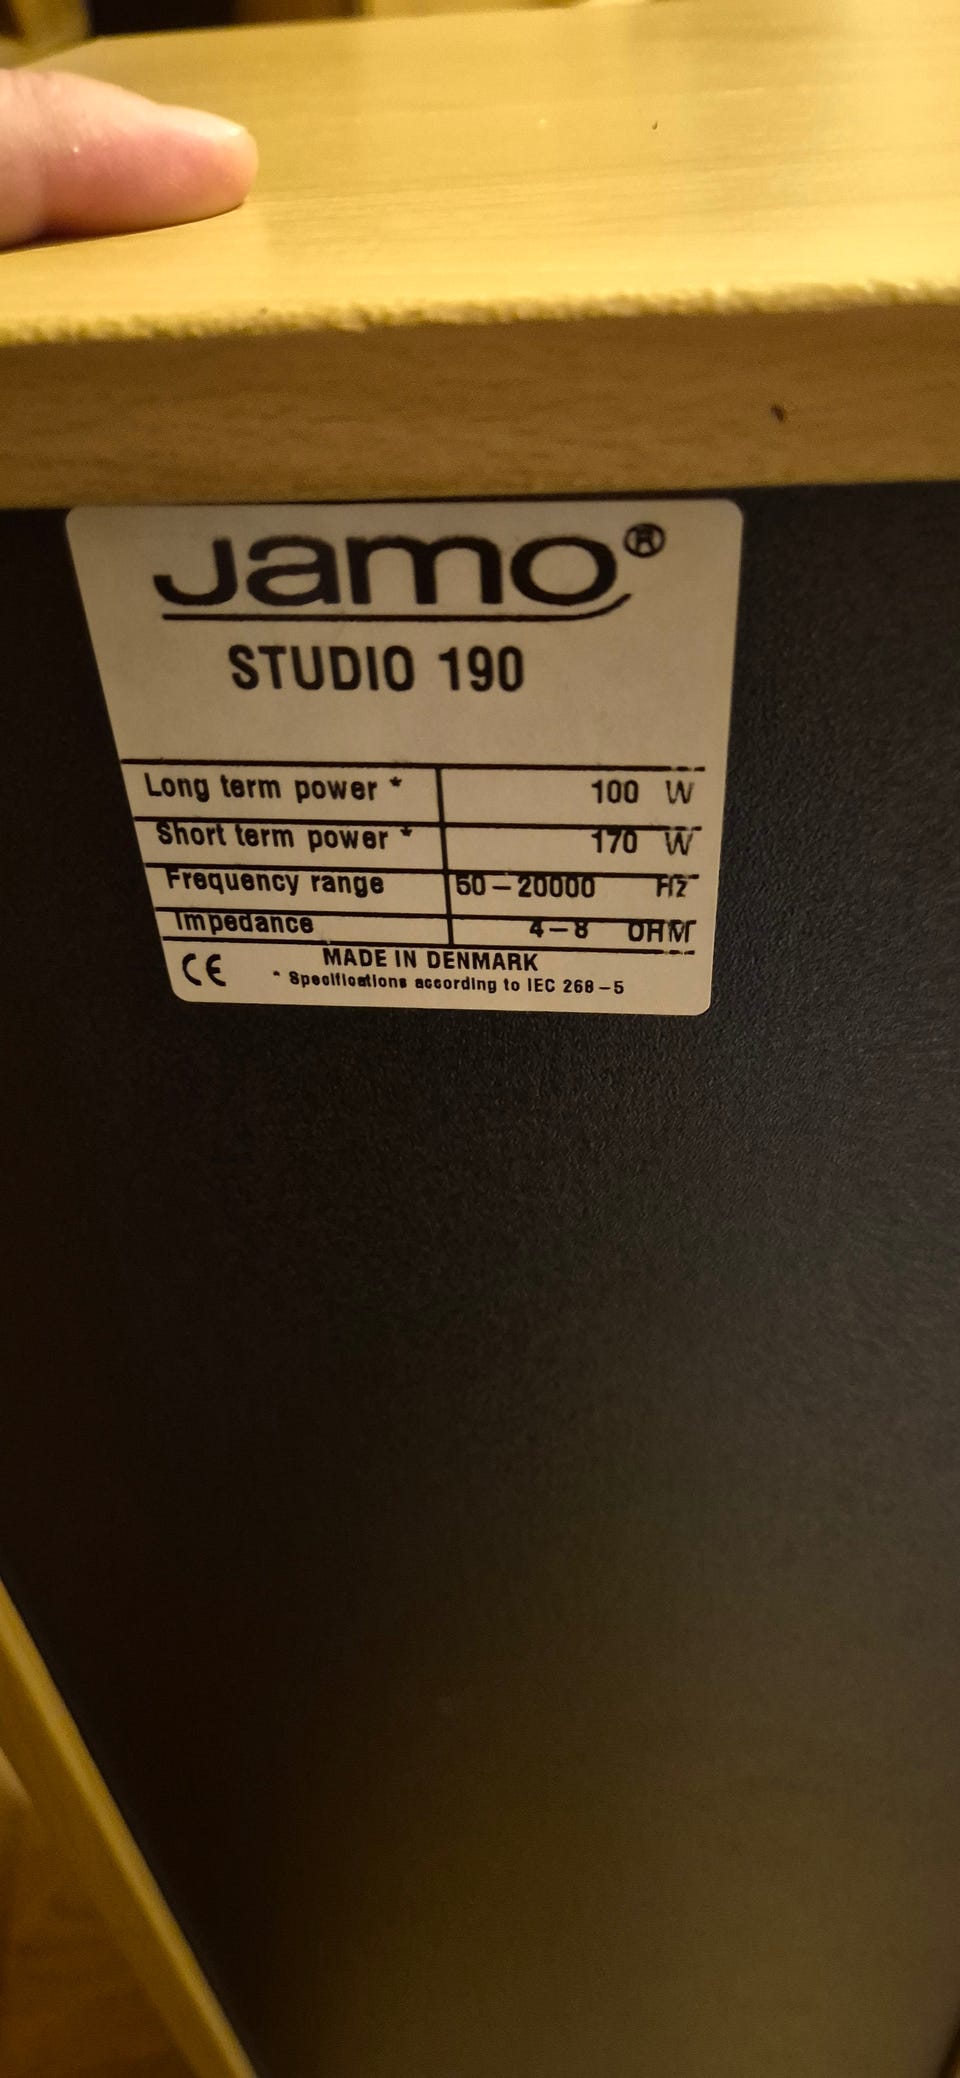 Jamo®
STUDIO 190
Long term power * 100 W
Short term power * 170 W
Frequency range 50-20000 Hz
Impedance 4-8 OHM
MADE IN DENMARK
CE * Specifications according to IEC 268-5